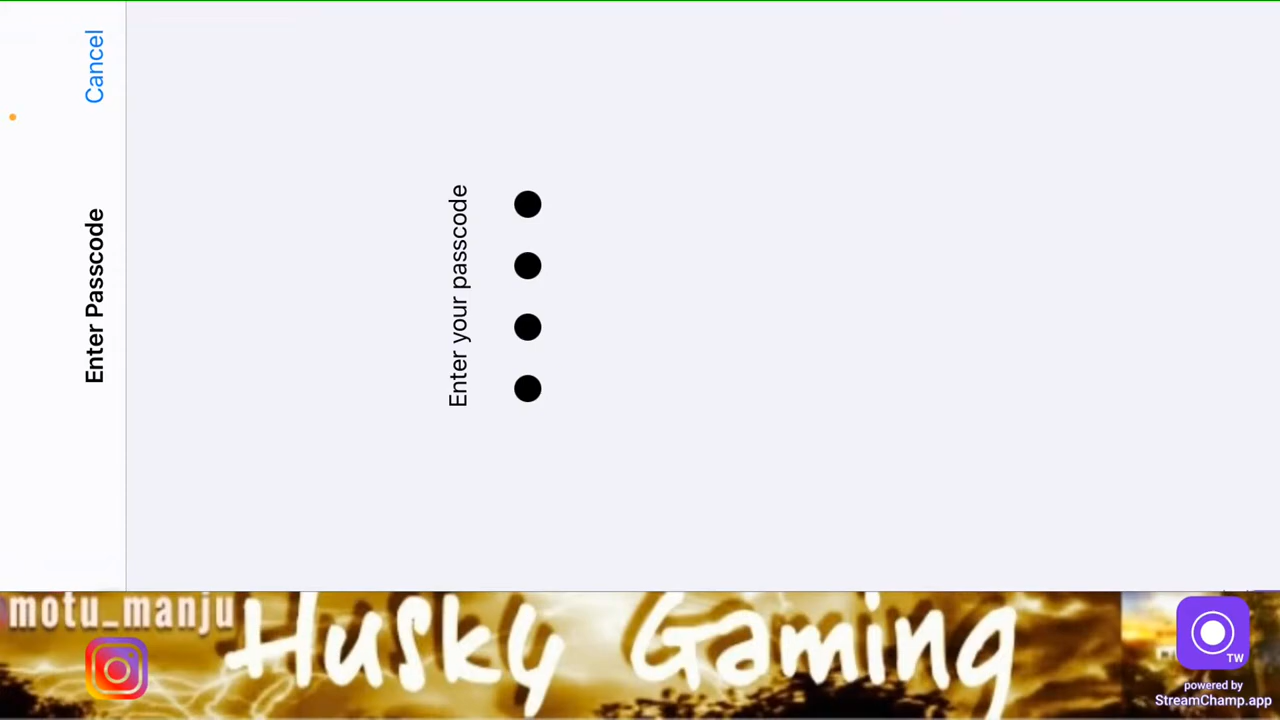 Cancel
Enter Passcode
Enter your passcode
motu_manju
Husky Gaming
TW
powered by
StreamChamp.app